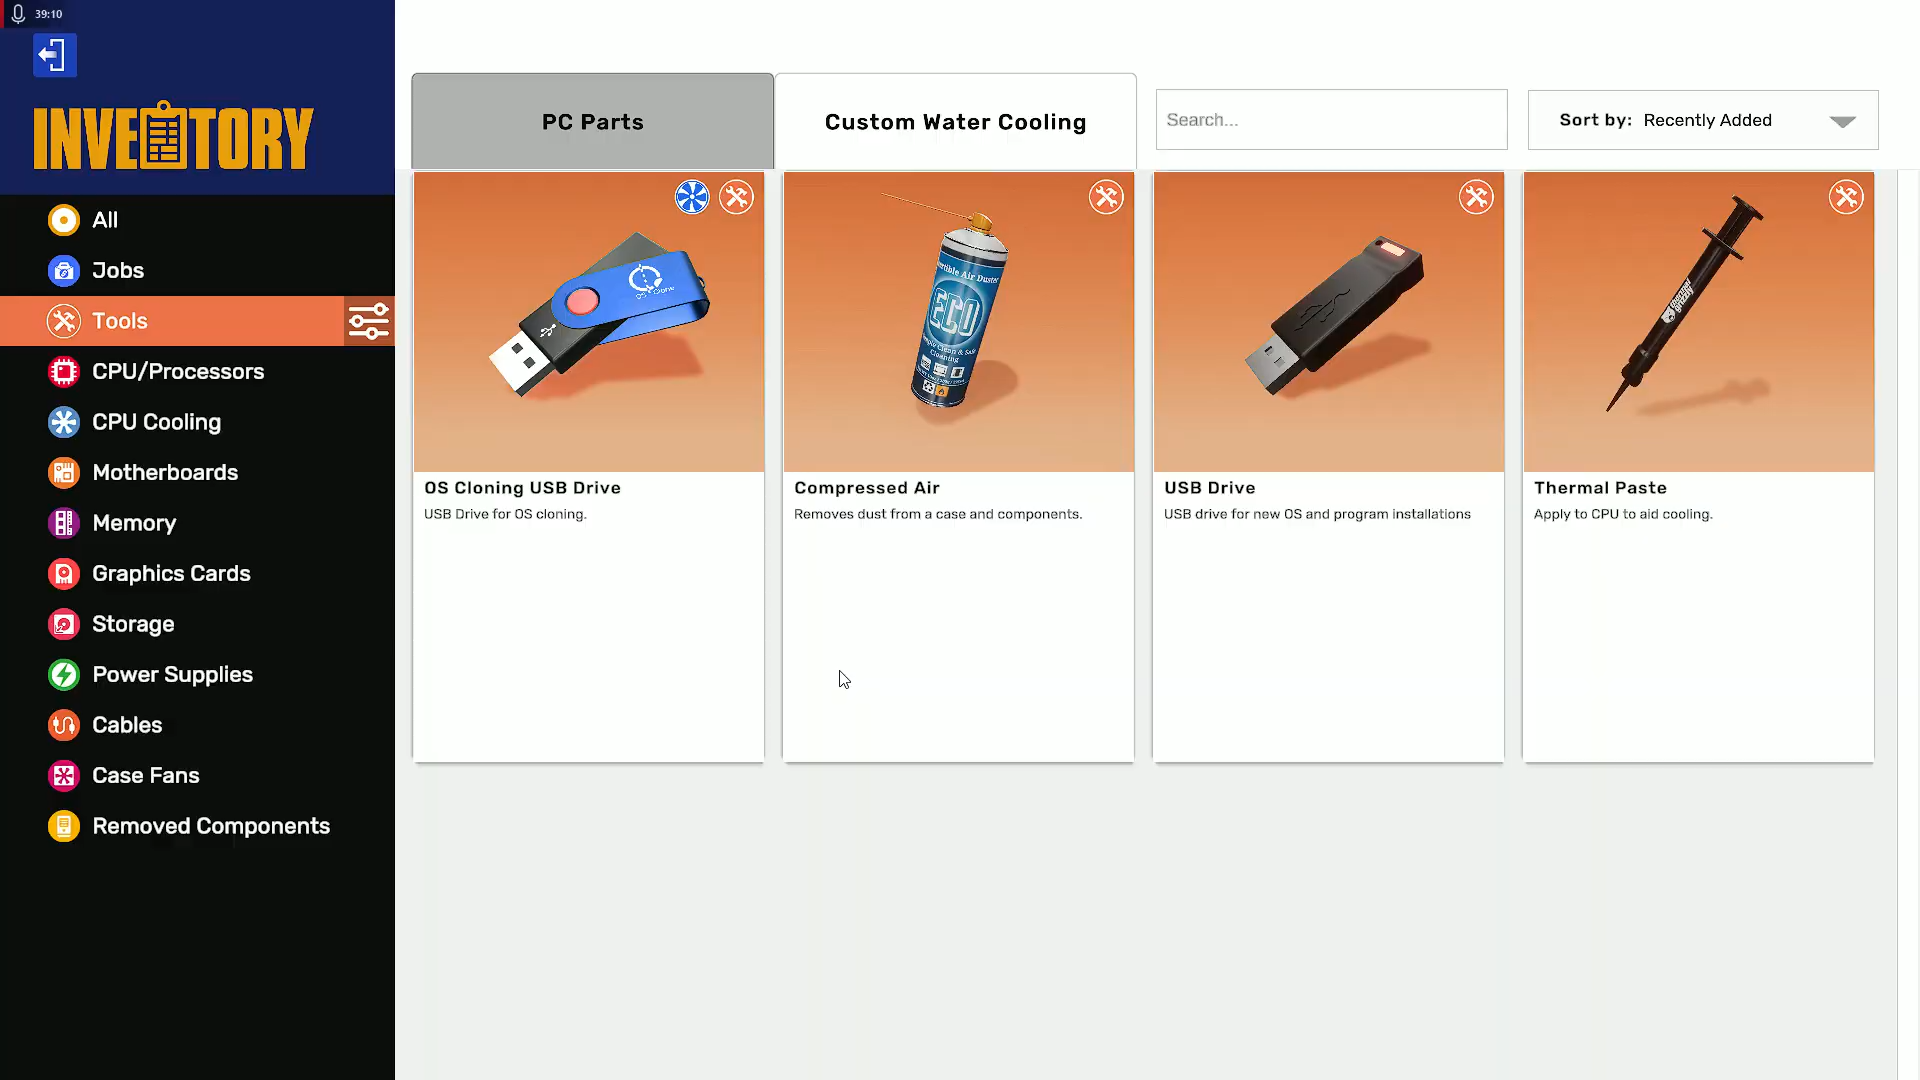 39:10
INVENTORY
PC Parts
Custom Water Cooling
Search...
Sort by: Recently Added
All
Jobs
Tools
CPU/Processors
CPU Cooling
Motherboards
Memory
Graphics Cards
Storage
Power Supplies
Cables
Case Fans
Removed Components
ECO
thermal
grizzly
OS Cloning USB Drive
USB Drive for OS cloning.
Compressed Air
Removes dust from a case and components.
USB Drive
USB drive for new OS and program installations
Thermal Paste
Apply to CPU to aid cooling.